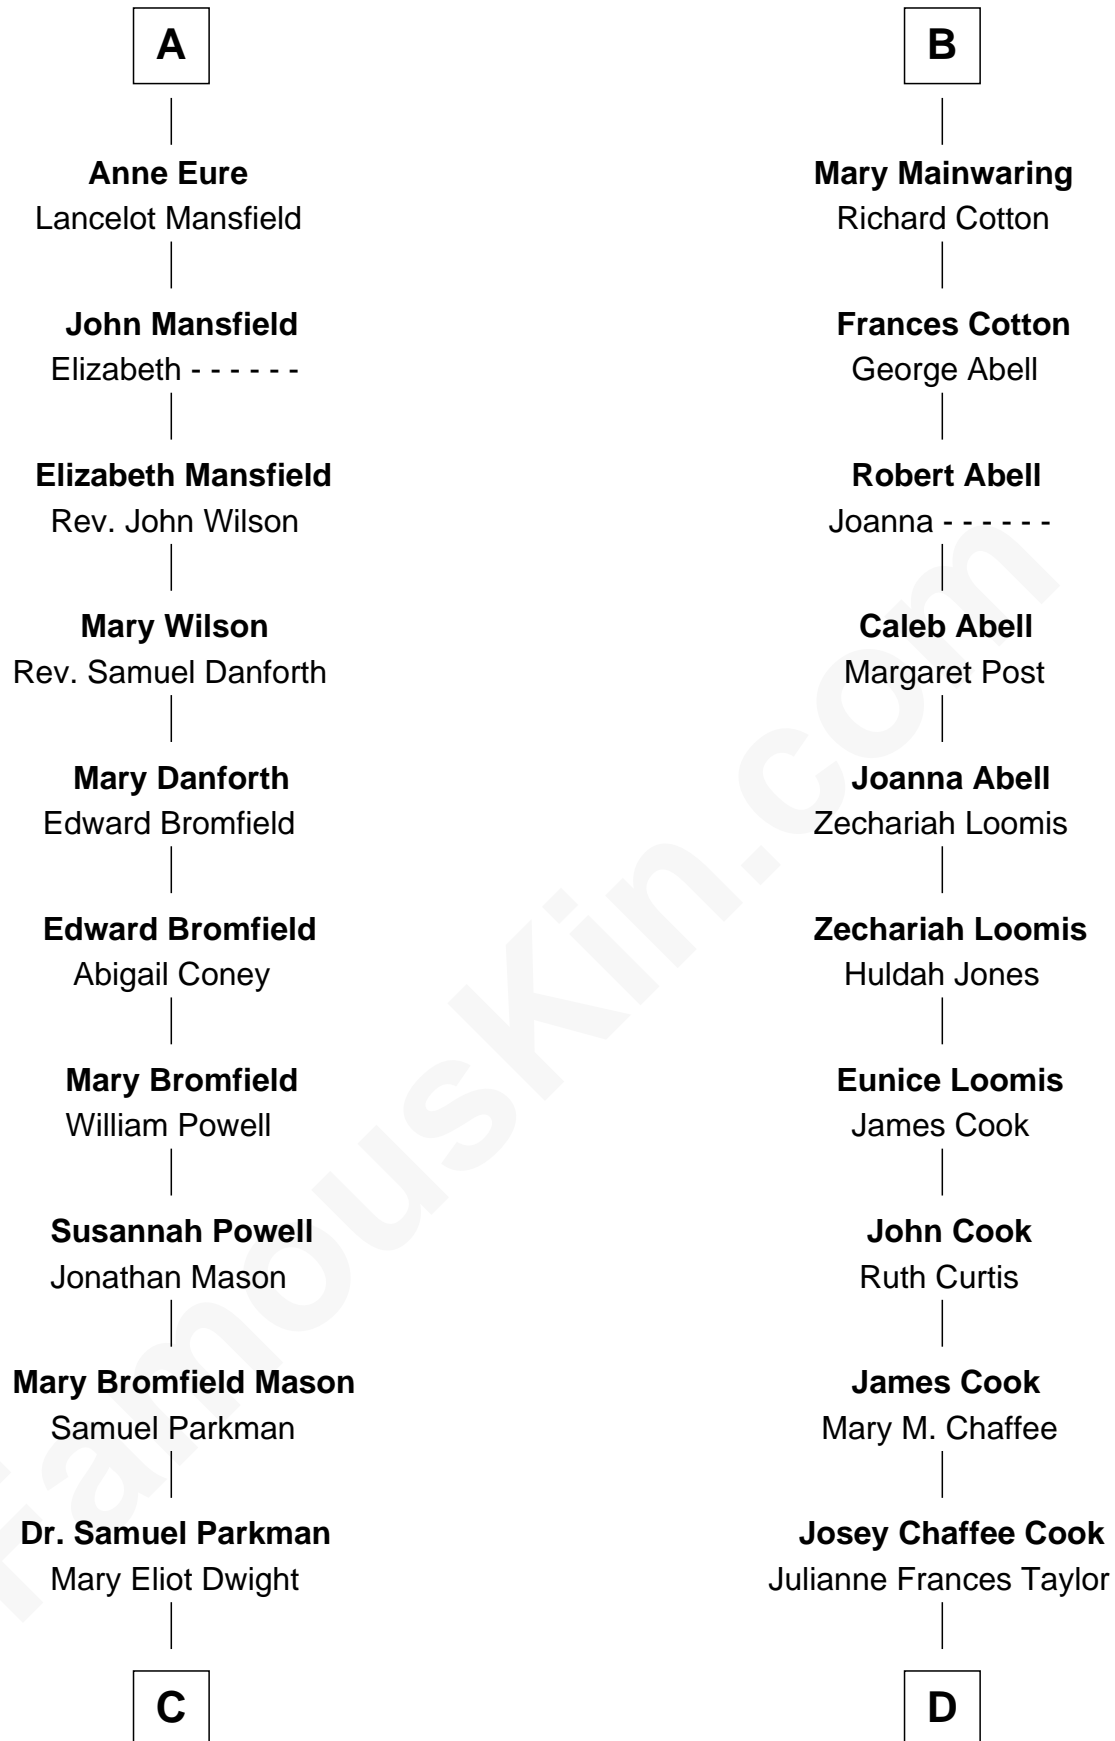 A
Anne Eure
Lancelot Mansfield
John Mansfield
Elizabeth - - - - - -
Elizabeth Mansfield
Rev. John Wilson
Mary Wilson
Rev. Samuel Danforth
Mary Danforth
Edward Bromfield
Edward Bromfield
Abigail Coney
Mary Bromfield
William Powell
Susannah Powell
Jonathan Mason
Mary Bromfield Mason
Samuel Parkman
Dr. Samuel Parkman
Mary Eliot Dwight
C
B
Mary Mainwaring
Richard Cotton
Frances Cotton
George Abell
Robert Abell
Joanna - - - - - -
Caleb Abell
Margaret Post
Joanna Abell
Zechariah Loomis
Zechariah Loomis
Huldah Jones
Eunice Loomis
James Cook
John Cook
Ruth Curtis
James Cook
Mary M. Chaffee
Josey Chaffee Cook
Julianne Frances Taylor
D
FamousKin.com